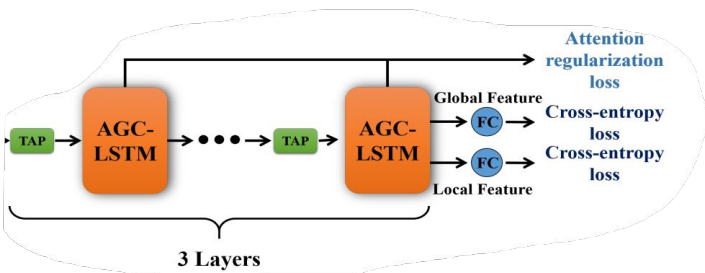 Attention
regularization
loss
Global Feature
TAP
AGC-
LSTM
TAP
AGC-
LSTM
FC
Cross-entropy
loss
FC
Cross-entropy
loss
Local Feature
3 Layers